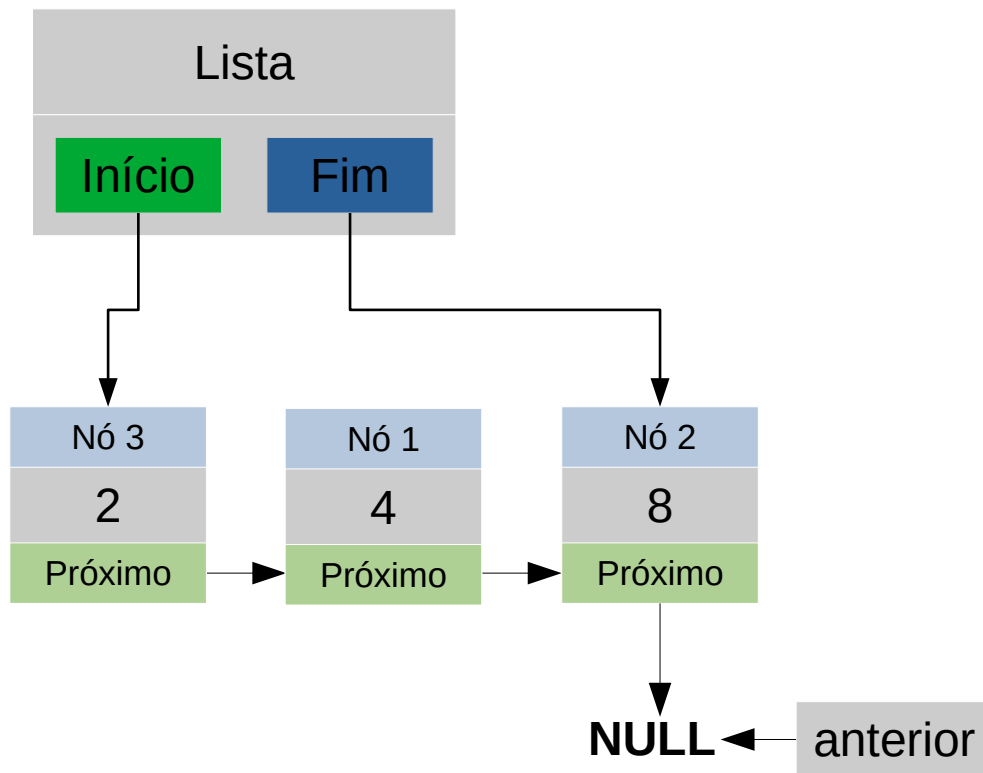 Lista
Início
Fim
Nó 3
Nó 1
Nó 2
2
4
8
Próximo
Próximo
Próximo
NULL
anterior